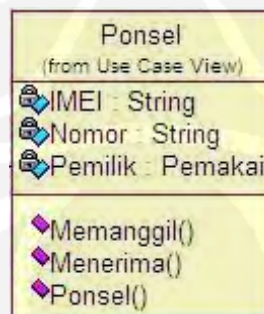 Ponsel
(from Use Case View)
IMEI : String
Nomor : String
Pemilik : Pemakai
Memanggil()
Menerima()
Ponsel()